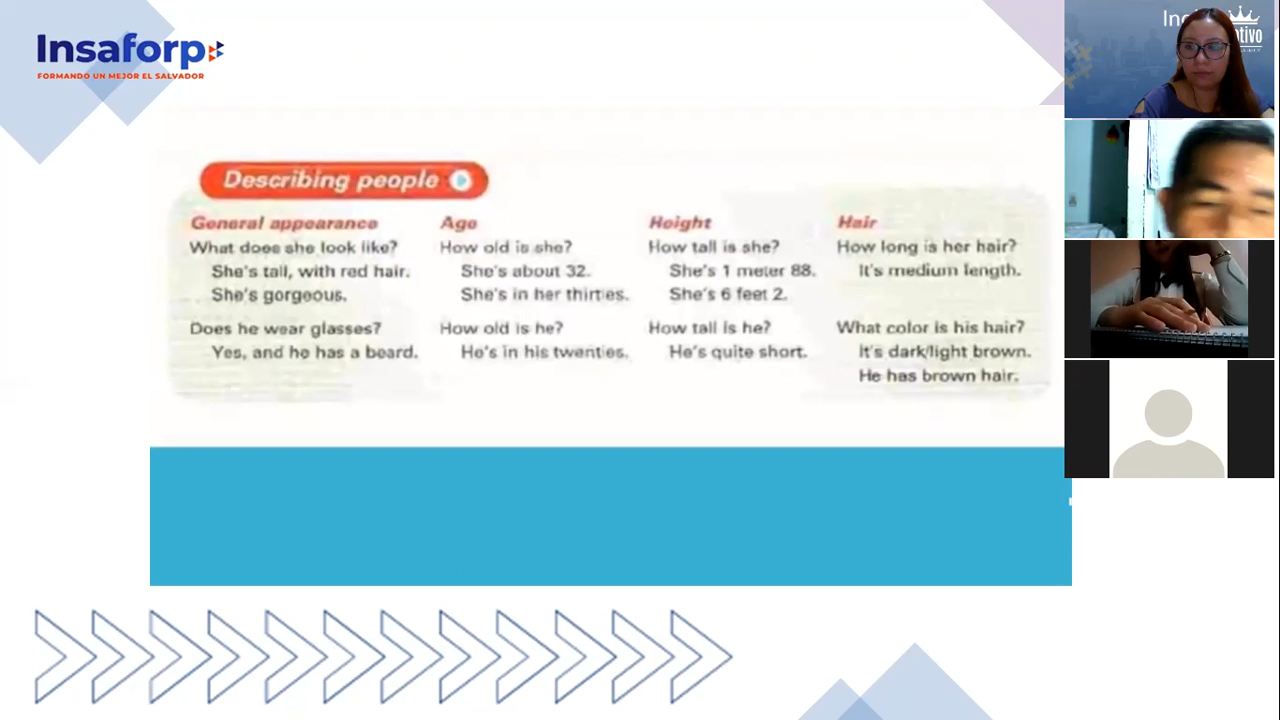 Insaforp
FORMANDO UN MEJOR EL SALVADOR
Describing people
General appearance
What does she look like?
She's tall, with red hair.
She's gorgeous.
Does he wear glasses?
Yes, and he has a beard.
Age
How old is she?
She's about 32.
She's in her thirties.
How old is he?
He's in his twenties.
Height
How tall is she?
She's 1 meter 88.
She's 6 feet 2.
How tall is he?
He's quite short.
Hair
How long is her hair?
It's medium length.
What color is his hair?
It's dark/light brown.
He has brown hair.